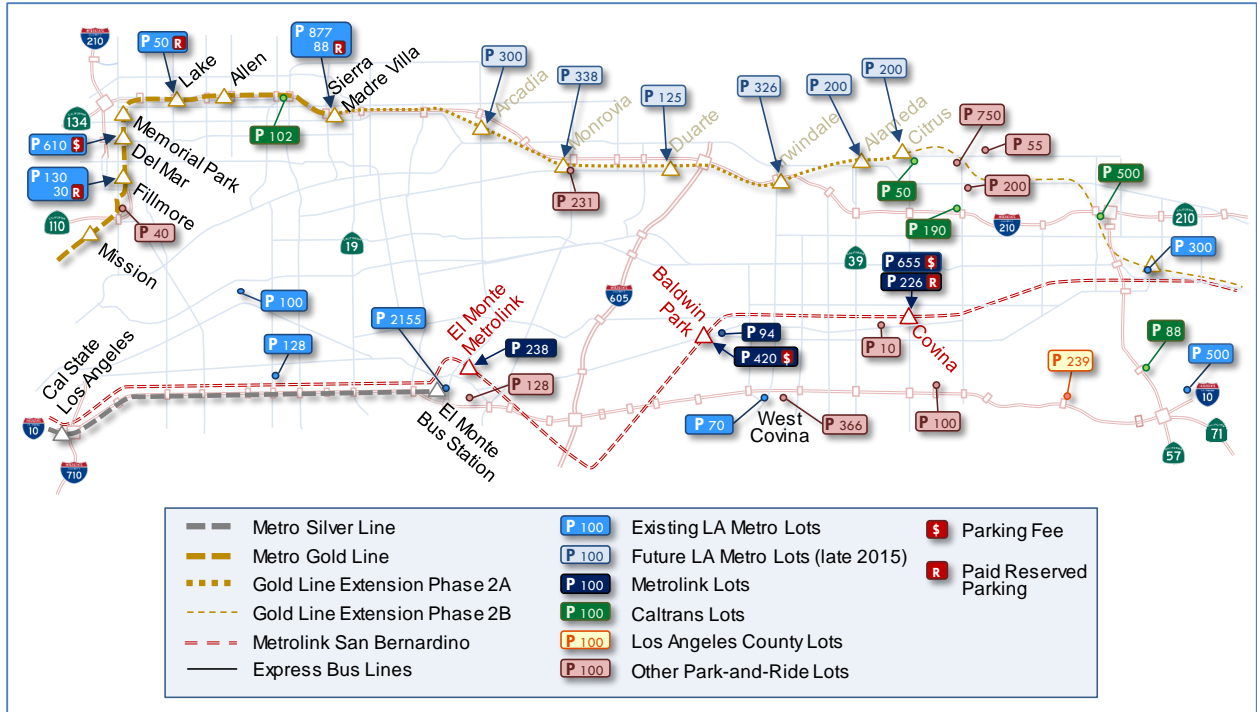 210
P 50 R
P 877
88 R
Lake
Allen
Sierra
Madre Villa
P 300
Arcadia
P 338
Monrovia
P 125
Duarte
P 326
Irwindale
P 200
Alameda
P 200
Citrus
P 750
P 55
134
P 102
Memorial Park
P 610 $
Del Mar
P 130
30 R
Fillmore
110
P 40
Mission
P 231
P 50
P 200
P 500
210
P 190
210
19
39
P 655 $
P 226 R
P 300
P 100
P 2155
El Monte
Metrolink
605
Baldwin
Park
P 128
P 238
P 94
P 420 $
P 10
Covina
P 88
P 239
P 500
10
Cal State
Los Angeles
P 128
El Monte
Bus Station
P 70
West
Covina
P 366
P 100
10
710
57
71
Metro Silver Line
Metro Gold Line
Gold Line Extension Phase 2A
Gold Line Extension Phase 2B
Metrolink San Bernardino
Express Bus Lines
P 100 Existing LA Metro Lots
P 100 Future LA Metro Lots (late 2015)
P 100 Metrolink Lots
P 100 Caltrans Lots
P 100 Los Angeles County Lots
P 100 Other Park-and-Ride Lots
$ Parking Fee
R Paid Reserved
Parking